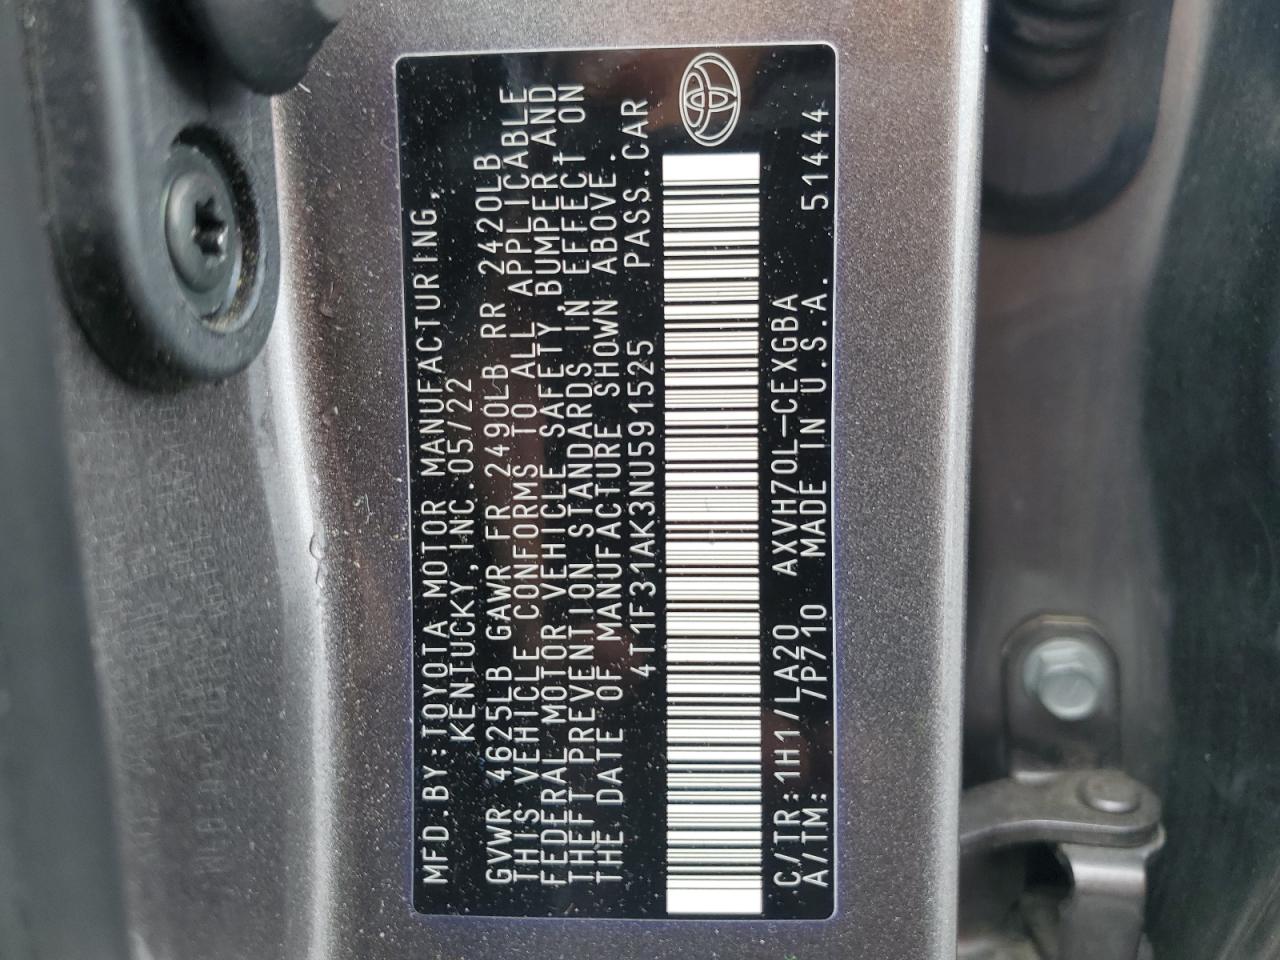 MFD.BY:TOYOTA MOTOR MANUFACTURING,
KENTUCKY,INC.05/22
GVWR 4625LB GAWR FR 2490LB RR 2420LB
THIS VEHICLE CONFORMS TO ALL APPLICABLE
FEDERAL MOTOR VEHICLE SAFETY, BUMPER, AND
THEFT PREVENTION STANDARDS IN EFFECT ON
THE DATE OF MANUFACTURE SHOWN ABOVE.
4T1F31AK3NU591525 PASS.CAR
C/TR:1H1/LA20 AXVH70L-CEXGBA
A/TM: /P710 MADE IN U.S.A. 51444